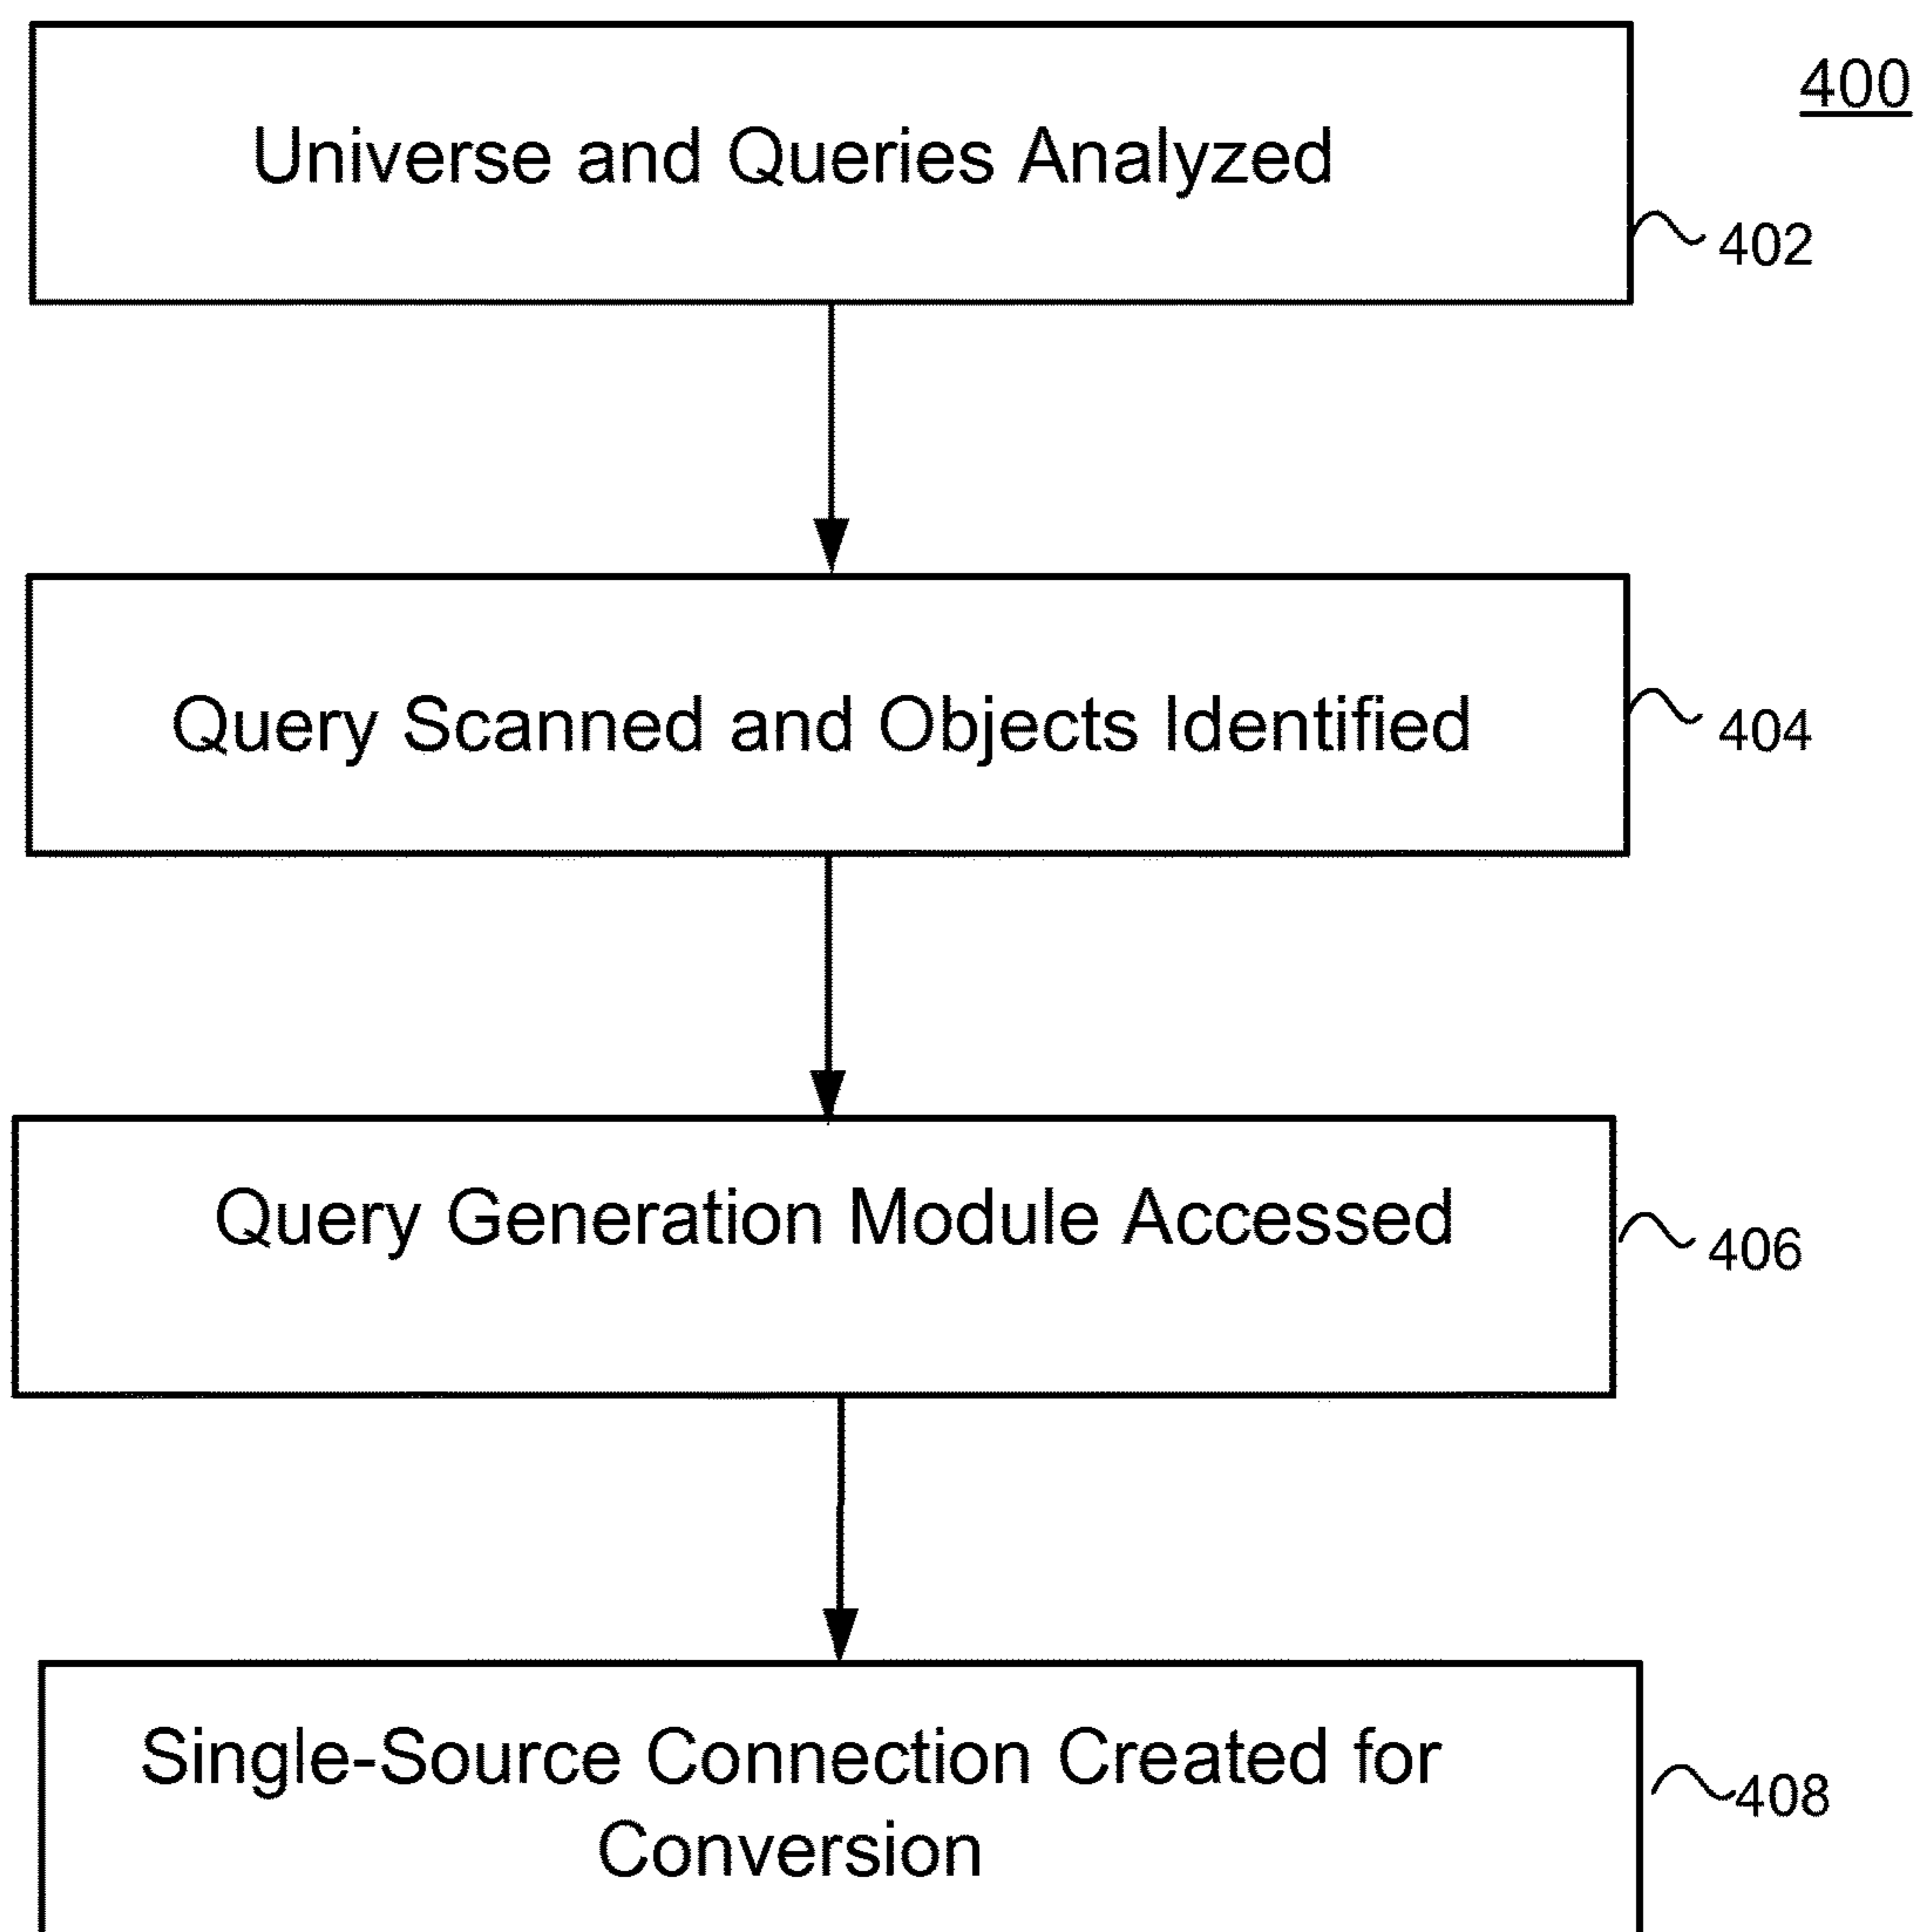 400
Universe and Queries Analyzed
402
Query Scanned and Objects Identified
404
Query Generation Module Accessed
406
Single-Source Connection Created for
Conversion
408